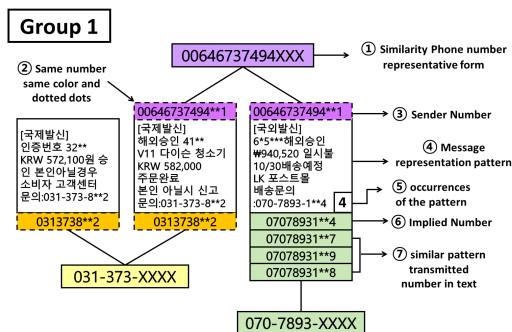 Group 1
00646737494XXX
① Similarity Phone number
representative form
② Same number
same color and
dotted dots
00646737494**1
00646737494**1
③ Sender Number
[국제발신]
인증번호 32**
KRW 572,100원 승
인 본인아닐경우
소비자 고객센터
문의:031-373-8**2
[국제발신]
해외승인 41**
V11 다이슨 청소기
KRW 582,000
주문완료
본인 아닐시 신고
문의:031-373-8**2
[국외발신]
6*5***해외승인
₩940,520 일시불
10/30배송예정
LK 포스트몰
배송문의
:070-7893-1**4
4
④ Message
representation pattern
⑤ occurrences
of the pattern
0313738**2
0313738**2
07078931**4
⑥ Implied Number
07078931**7
07078931**9
07078931**8
⑦ similar pattern
transmitted
number in text
031-373-XXXX
070-7893-XXXX